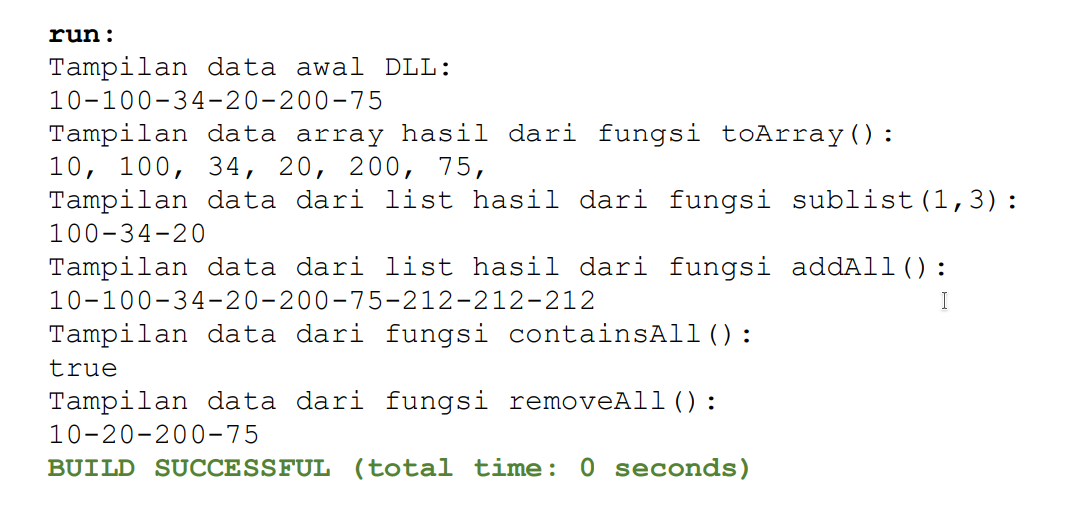 run:
Tampilan data awal DLL:
10-100-34-20-200-75
Tampilan data array hasil dari fungsi toArray():
10, 100, 34, 20, 200, 75,
Tampilan data dari list hasil dari fungsi sublist(1,3):
100-34-20
Tampilan data dari list hasil dari fungsi addAll():
10-100-34-20-200-75-212-212-212
Tampilan data dari fungsi containsAll():
true
Tampilan data dari fungsi removeAll():
10-20-200-75
BUILD SUCCESSFUL (total time: 0 seconds)